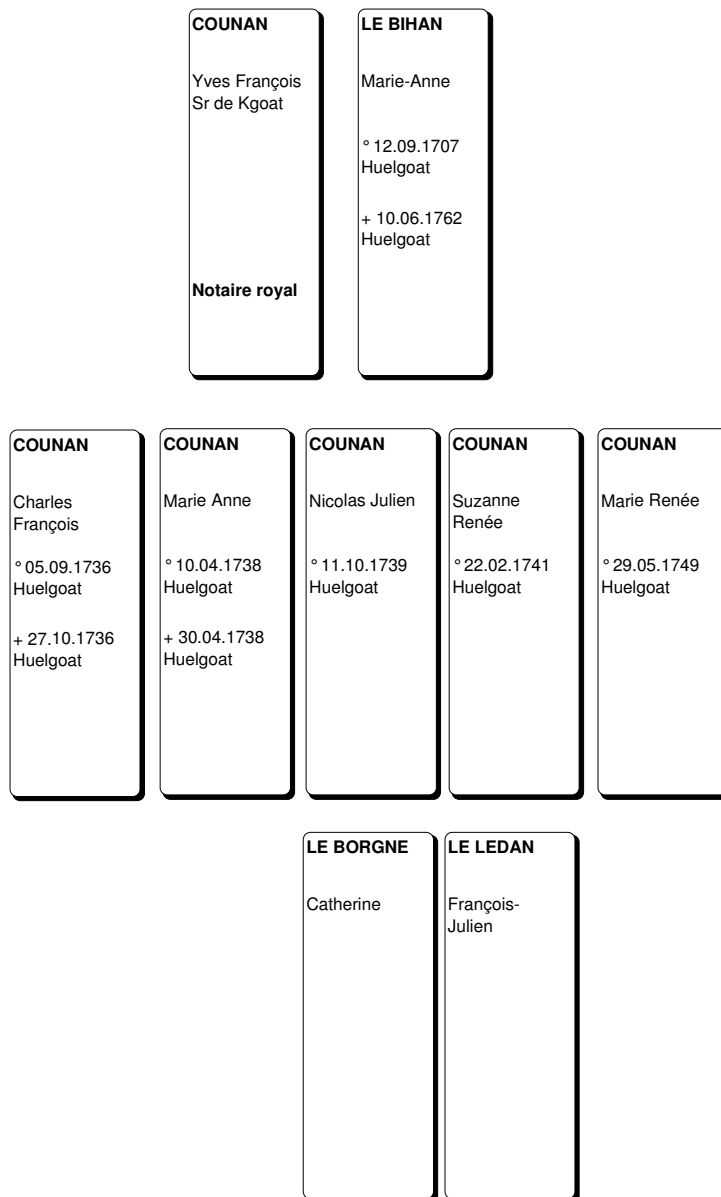 COUNAN
Yves François
Sr de Kgoat
Notaire royal
LE BIHAN
Marie-Anne
° 12.09.1707
Huelgoat
+ 10.06.1762
Huelgoat
COUNAN
Charles
François
° 05.09.1736
Huelgoat
+ 27.10.1736
Huelgoat
COUNAN
Marie Anne
° 10.04.1738
Huelgoat
+ 30.04.1738
Huelgoat
COUNAN
Nicolas Julien
° 11.10.1739
Huelgoat
COUNAN
Suzanne
Renée
° 22.02.1741
Huelgoat
COUNAN
Marie Renée
° 29.05.1749
Huelgoat
LE BORGNE
Catherine
LE LEDAN
François-
Julien